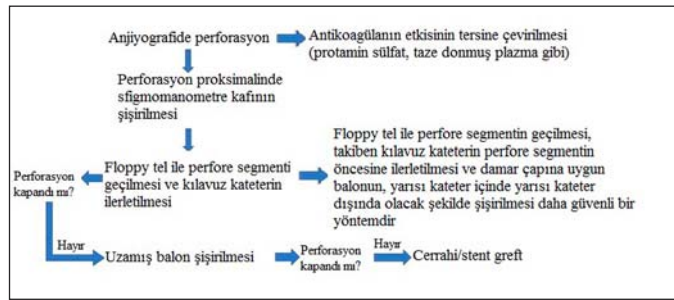 Anjiyografide perforasyon
Antikoagülanın etkisinin tersine çevirilmesi
(protamin sülfat, taze donmuş plazma gibi)
Perforasyon proksimalinde
sfigmomanometre kafının
şişirilmesi
Floppy tel ile perfore segmentin geçilmesi,
takiben kılavuz kateterin perfore segmentin
öncesine ilerletilmesi ve damar çapına uygun
balonun, yarısı kateter içinde yarısı kateter
dışında olacak şekilde şişirilmesi daha güvenli bir
yöntemdir
Floppy tel ile perfore segmenti
geçilmesi ve kılavuz kateterin
ilerletilmesi
Perforasyon
kapandı mı?
Hayır
Uzamış balon şişirilmesi
Perforasyon
kapandı mı?
Hayır
Cerrahi/stent greft